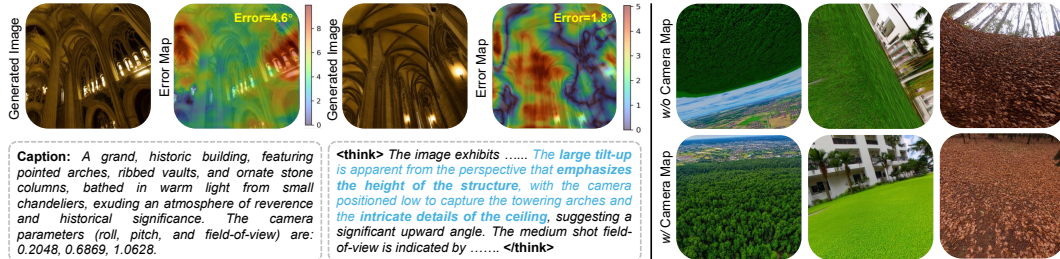 Generated Image
Error Map
Error=4.6°
8
6
4
2
0
Generated Image
Error Map
Error=1.8°
5
4
3
2
1
0
Caption: A grand, historic building, featuring
pointed arches, ribbed vaults, and ornate stone
columns, bathed in warm light from small
chandeliers, exuding an atmosphere of reverence
and historical significance. The camera
parameters (roll, pitch, and field-of-view) are:
0.2048, 0.6869, 1.0628.
<think> The image exhibits …... The large tilt-up
is apparent from the perspective that emphasizes
the height of the structure, with the camera
positioned low to capture the towering arches and
the intricate details of the ceiling, suggesting a
significant upward angle. The medium shot field-
of-view is indicated by ……. </think>
w/o Camera Map
w/ Camera Map